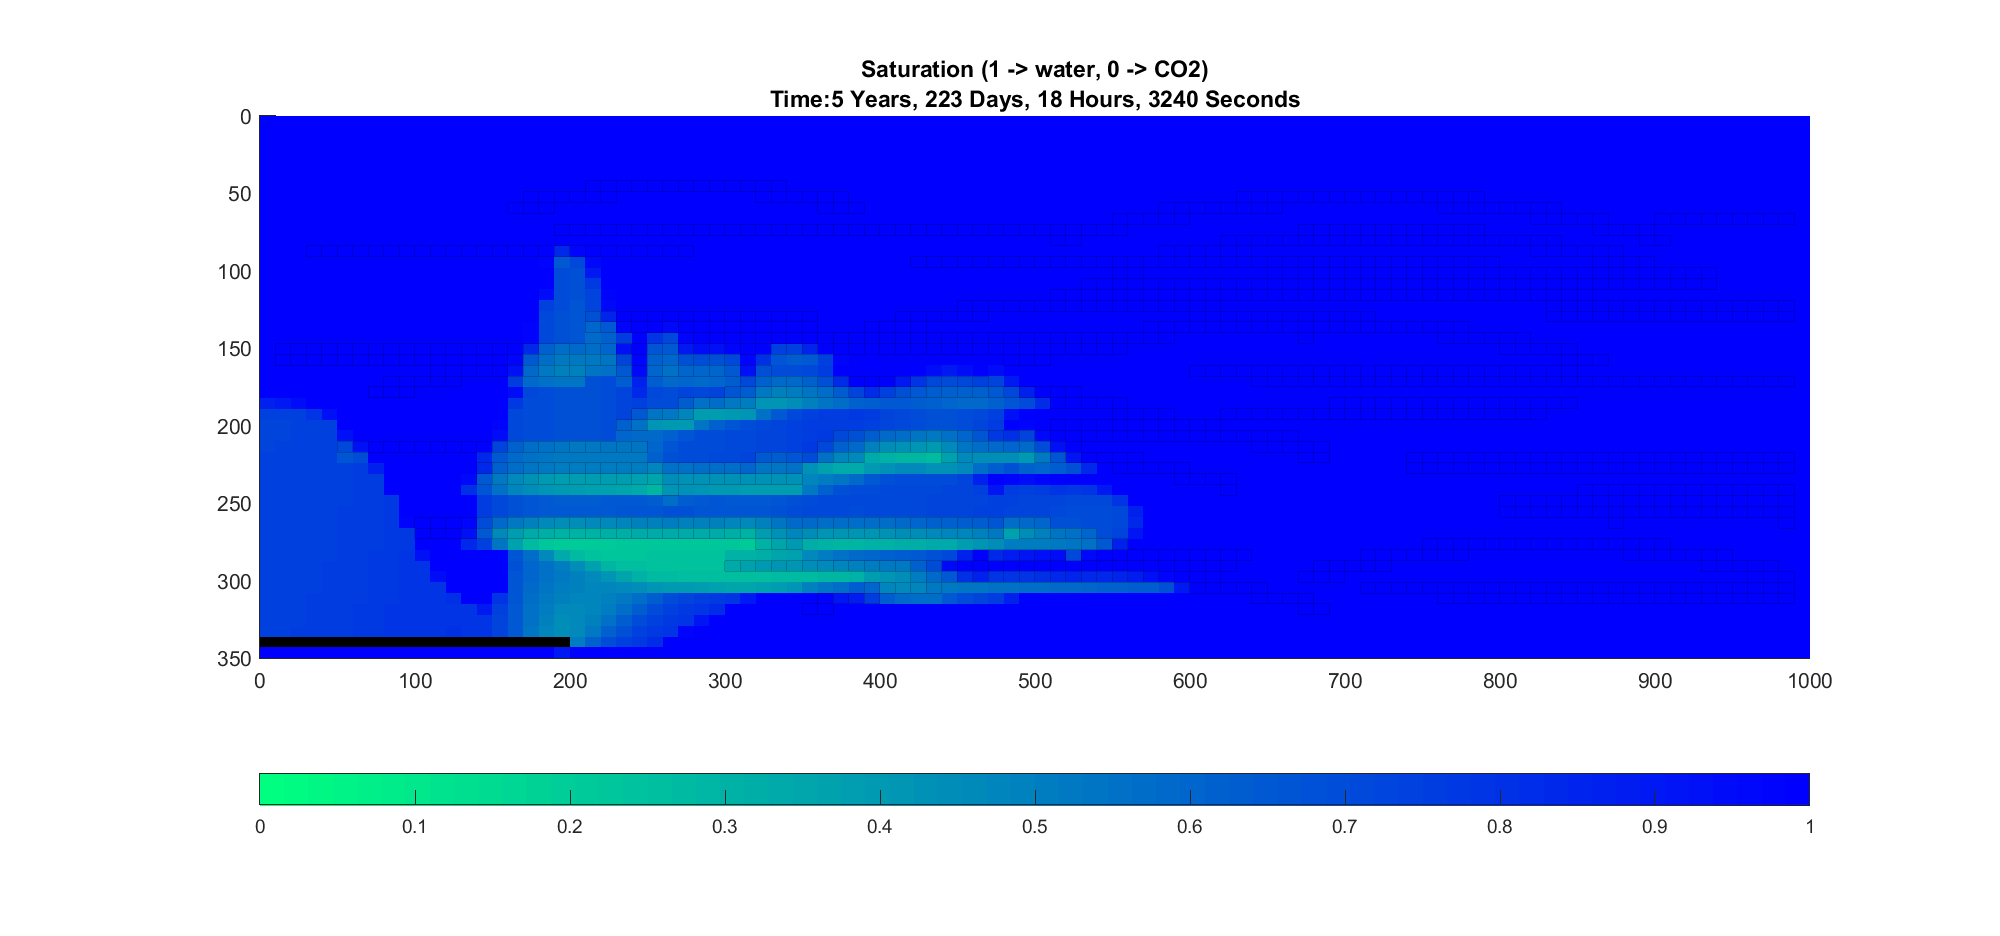 Saturation (1 -> water, 0 -> CO2)
Time:5 Years, 223 Days, 18 Hours, 3240 Seconds
0
50
100
150
200
250
300
350
0 100 200 300 400 500 600 700 800 900 1000
0 0.1 0.2 0.3 0.4 0.5 0.6 0.7 0.8 0.9 1